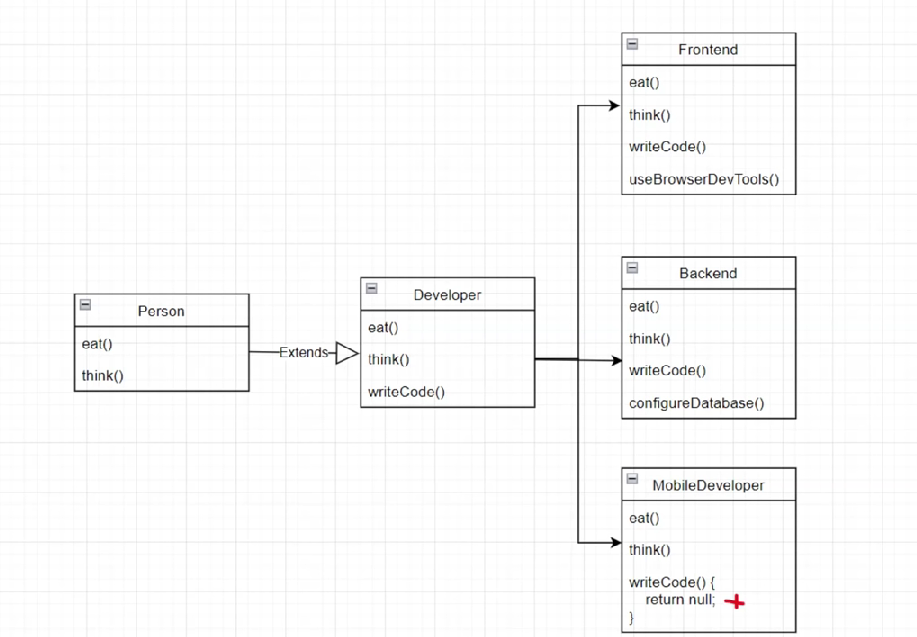 Frontend
eat()
think()
writeCode()
useBrowserDevTools()
Person
eat()
think()
Extends
Developer
eat()
think()
writeCode()
Backend
eat()
think()
writeCode()
configureDatabase()
MobileDeveloper
eat()
think()
writeCode() {
return null;
}